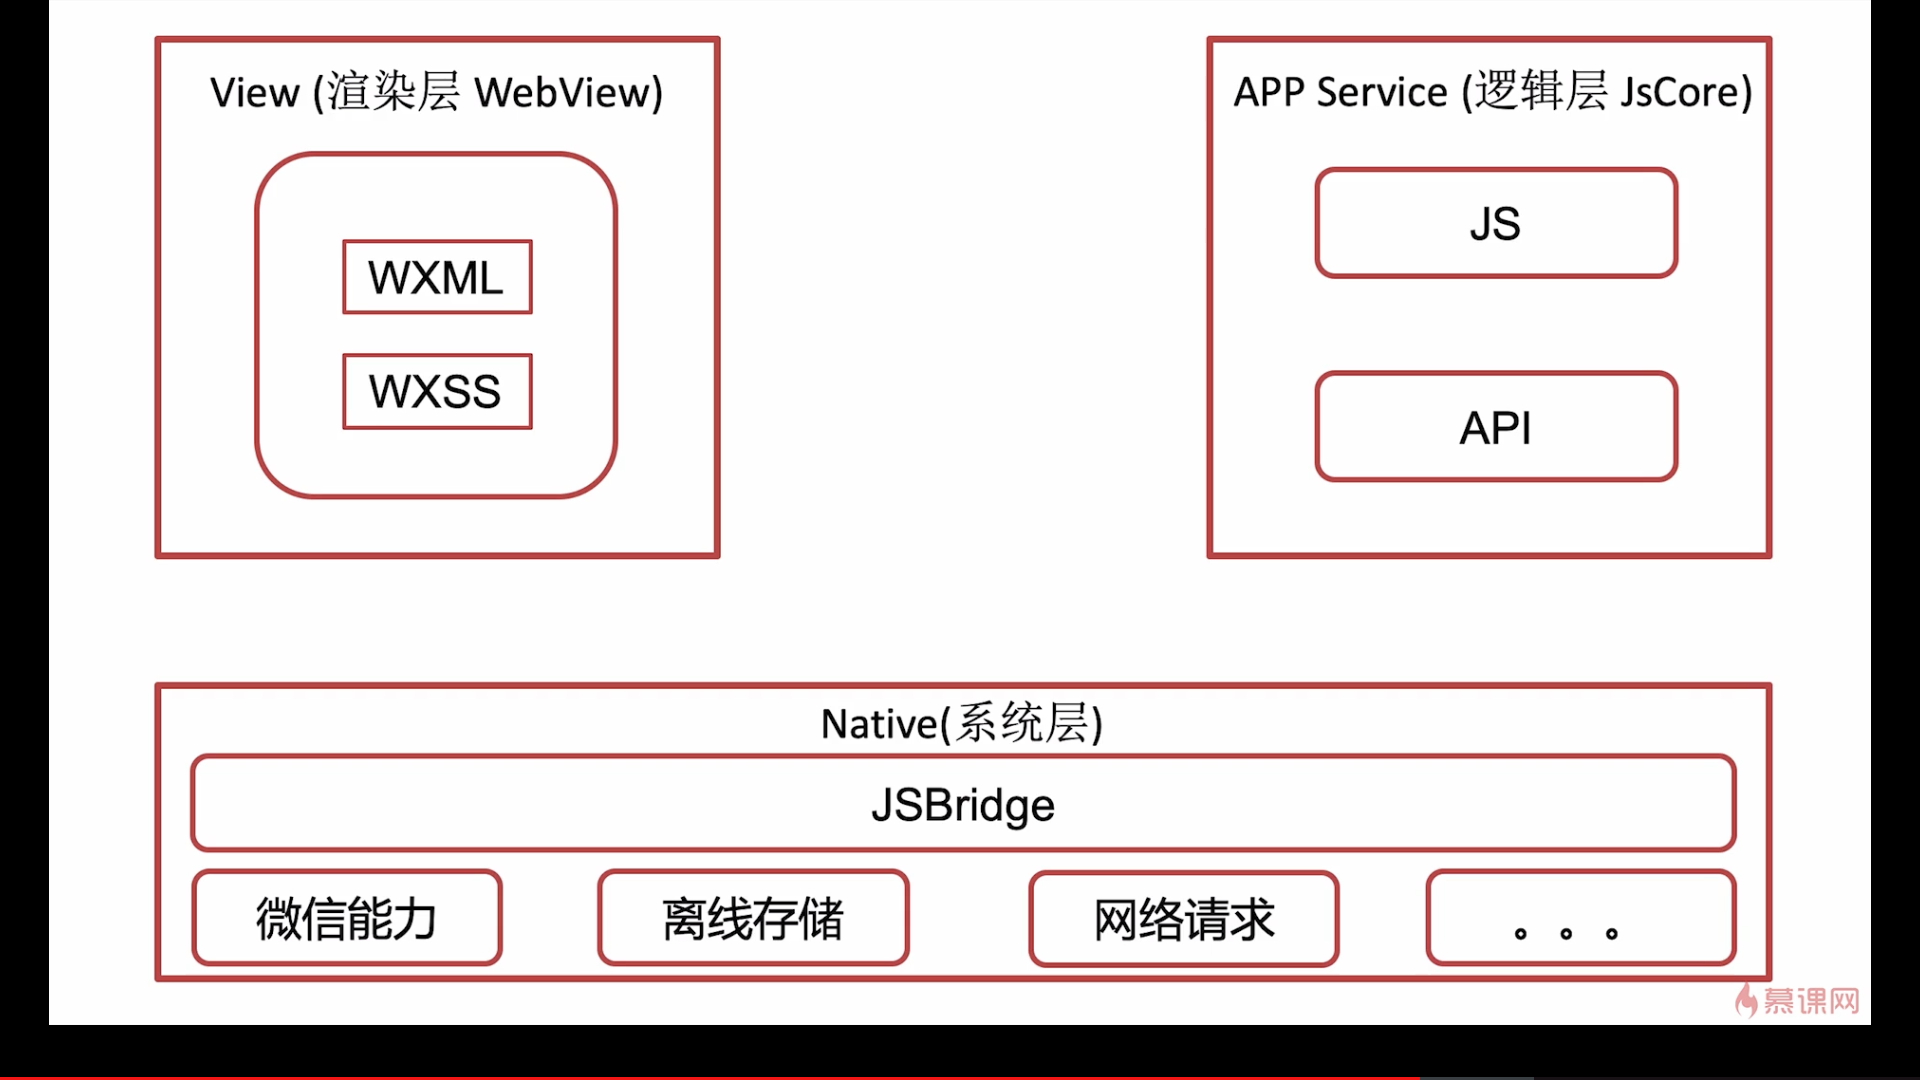 View (渲染层 WebView)
WXML
WXSS
APP Service (逻辑层 JsCore)
JS
API
Native(系统层)
JSBridge
微信能力
离线存储
网络请求
。。。
慕课网